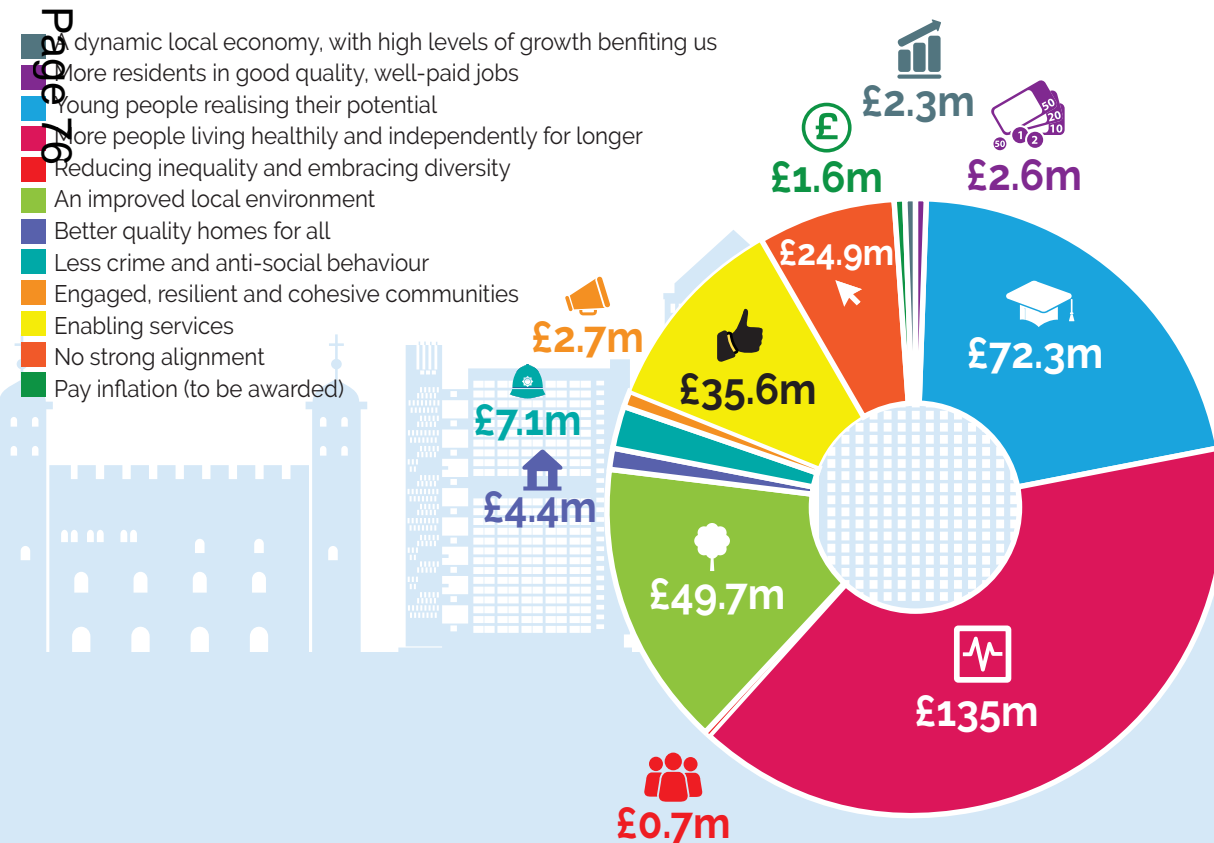 Page 76
A dynamic local economy, with high levels of growth benfiting us
More residents in good quality, well-paid jobs
Young people realising their potential
More people living healthily and independently for longer
Reducing inequality and embracing diversity
An improved local environment
Better quality homes for all
Less crime and anti-social behaviour
Engaged, resilient and cohesive communities
Enabling services
No strong alignment
Pay inflation (to be awarded)
£2.3m
50
20
10
50
1
2
£
£1.6m
£2.6m
£24.9m
£72.3m
£2.7m
£35.6m
£7.1m
£4.4m
£49.7m
£135m
£0.7m